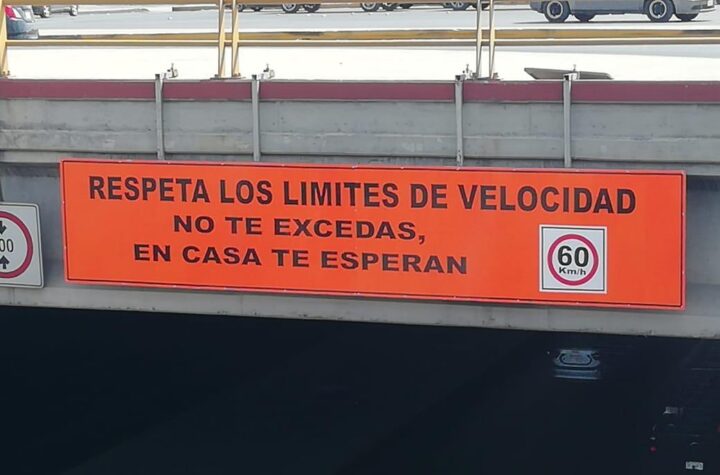 RESPETA LOS LIMITES DE VELOCIDAD
NO TE EXCEDAS,
EN CASA TE ESPERAN
60
Km/h